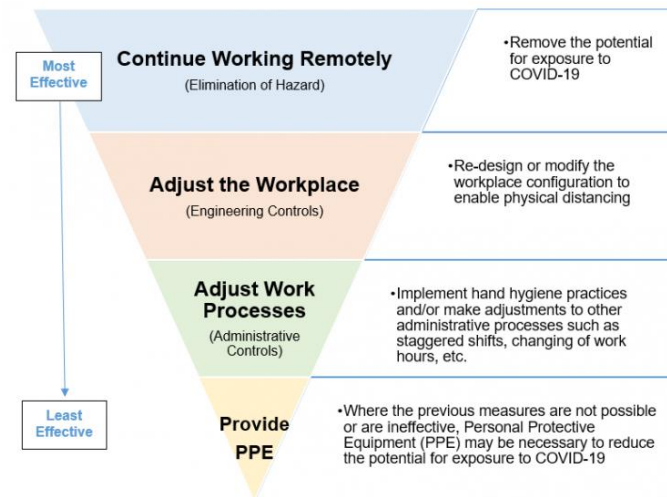 Most
Effective
Continue Working Remotely
(Elimination of Hazard)
•Remove the potential
for exposure to
COVID-19
Adjust the Workplace
(Engineering Controls)
•Re-design or modify the
workplace configuration to
enable physical distancing
Adjust Work
Processes
(Administrative
Controls)
•Implement hand hygiene practices
and/or make adjustments to other
administrative processes such as
staggered shifts, changing of work
hours, etc.
Least
Effective
Provide
PPE
•Where the previous measures are not possible
or are ineffective, Personal Protective
Equipment (PPE) may be necessary to reduce
the potential for exposure to COVID-19